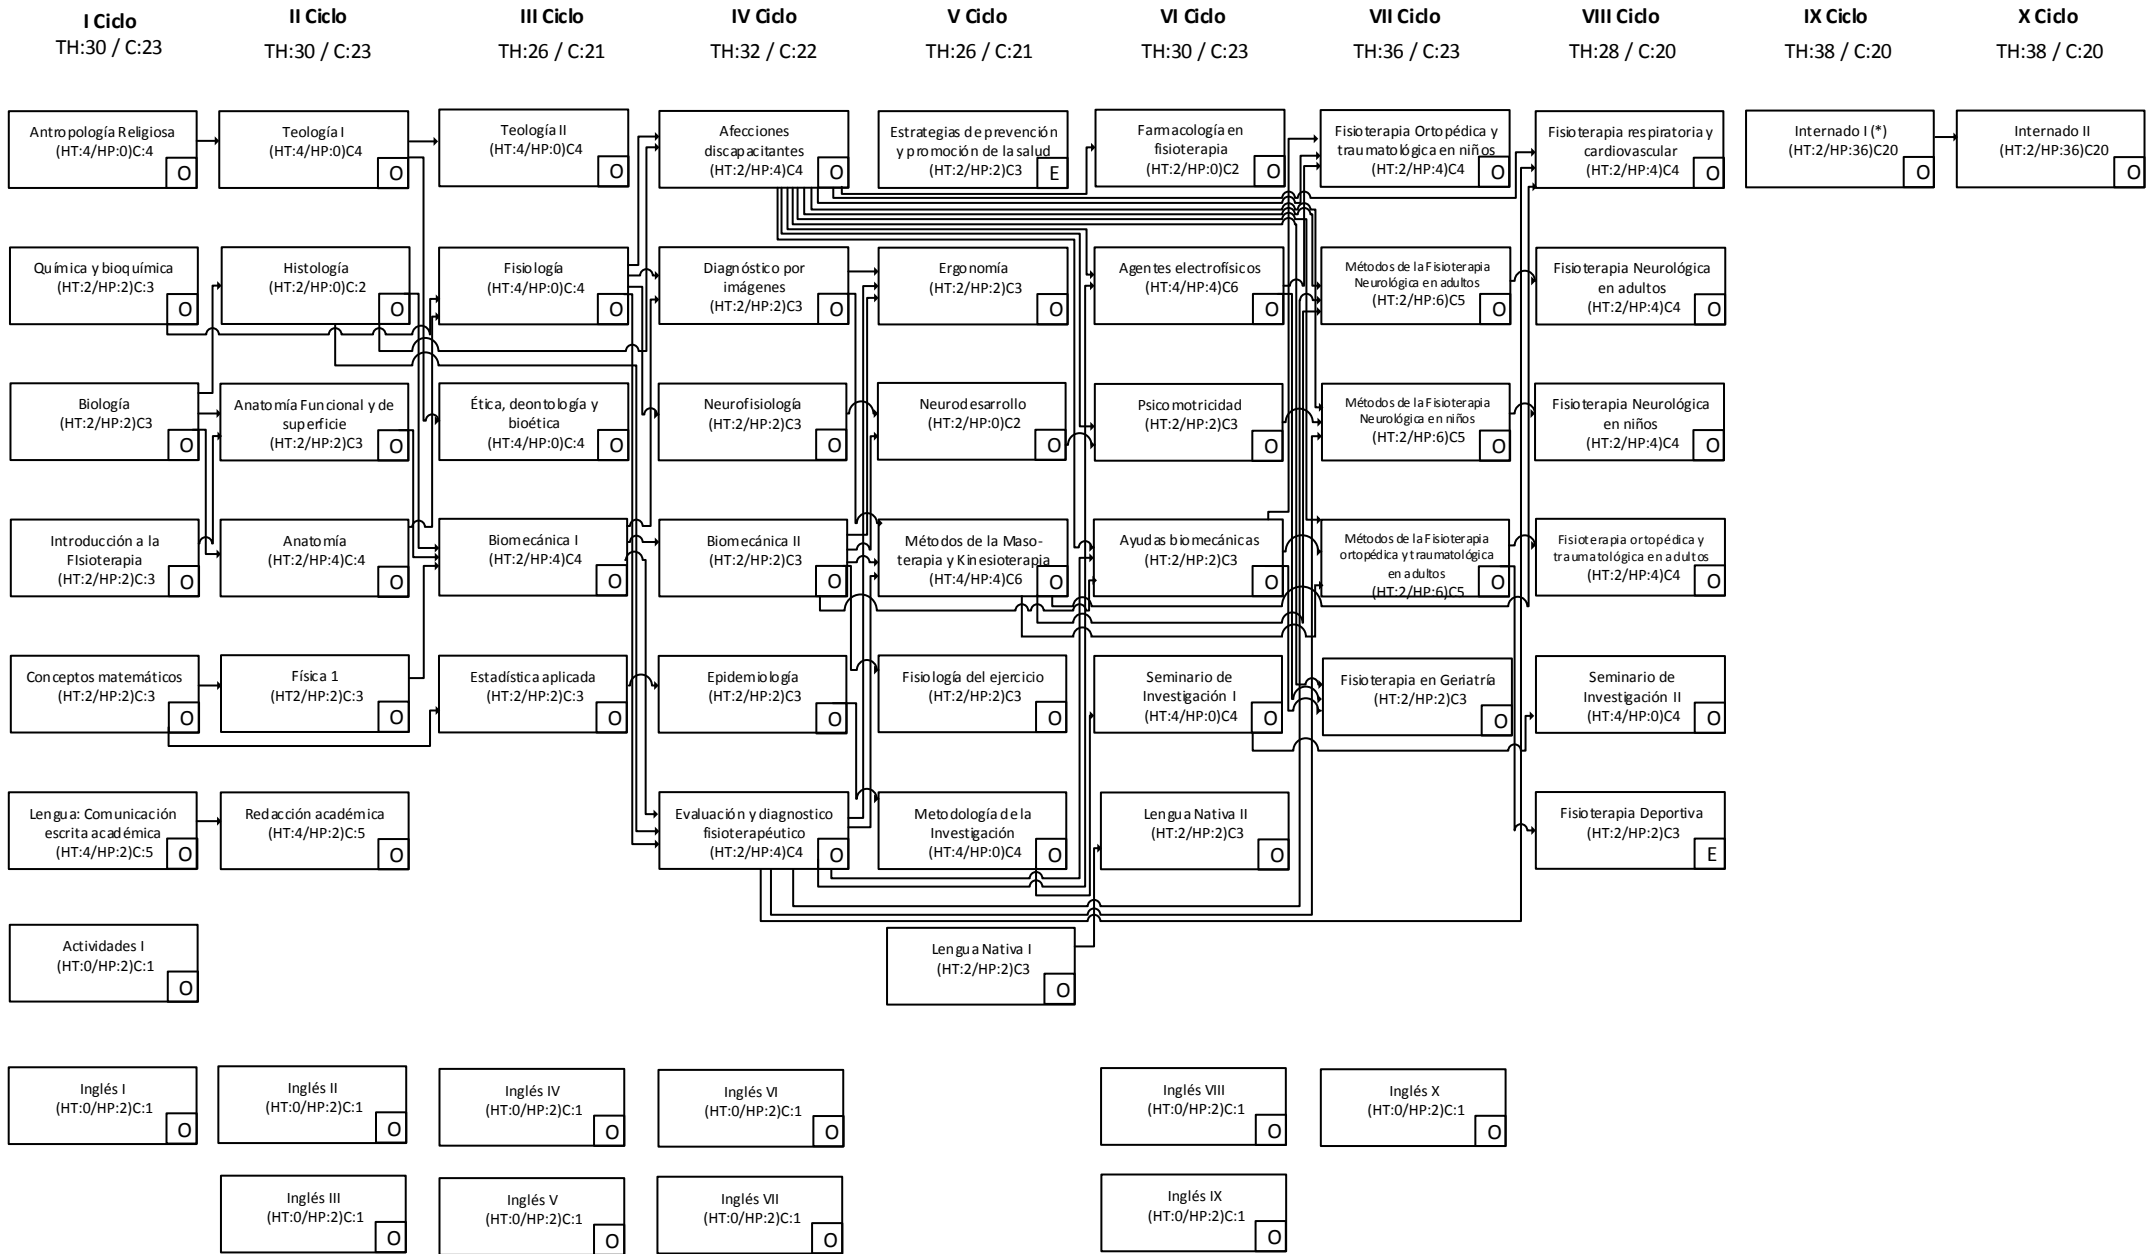 I Ciclo
TH:30 / C:23
II Ciclo
TH:30 / C:23
III Ciclo
TH:26 / C:21
IV Ciclo
TH:32 / C:22
V Ciclo
TH:26 / C:21
VI Ciclo
TH:30 / C:23
VII Ciclo
TH:36 / C:23
VIII Ciclo
TH:28 / C:20
IX Ciclo
TH:38 / C:20
X Ciclo
TH:38 / C:20
Antropología Religiosa
(HT:4/HP:0)C:4
O
Teología I
(HT:4/HP:0)C4
O
Teología II
(HT:4/HP:0)C4
O
Afecciones
discapacitantes
(HT:2/HP:4)C4
O
Estrategias de prevención
y promoción de la salud
(HT:2/HP:2)C3
E
Farmacología en
fisioterapia
(HT:2/HP:0)C2
O
Fisioterapia Ortopédica y
traumatológica en niños
(HT:2/HP:4)C4
O
Fisioterapia respiratoria y
cardiovascular
(HT:2/HP:4)C4
O
Internado I (*)
(HT:2/HP:36)C20
O
Internado II
(HT:2/HP:36)C20
O
Química y bioquímica
(HT:2/HP:2)C:3
O
Histología
(HT:2/HP:0)C:2
O
Fisiología
(HT:4/HP:0)C:4
O
Diagnóstico por
imágenes
(HT:2/HP:2)C3
O
Ergonomía
(HT:2/HP:2)C3
O
Agentes electrofísicos
(HT:4/HP:4)C6
O
Métodos de la Fisioterapia
Neurológica en adultos
(HT:2/HP:6)C5
O
Fisioterapia Neurológica
en adultos
(HT:2/HP:4)C4
O
Biología
(HT:2/HP:2)C3
O
Anatomía Funcional y de
superficie
(HT:2/HP:2)C3
O
Ética, deontología y
bioética
(HT:4/HP:0)C:4
O
Neurofisiología
(HT:2/HP:2)C3
O
Neurodesarrollo
(HT:2/HP:0)C2
O
Psicomotricidad
(HT:2/HP:2)C3
O
Métodos de la Fisioterapia
Neurológica en niños
(HT:2/HP:6)C5
O
Fisioterapia Neurológica
en niños
(HT:2/HP:4)C4
O
Introducción a la
FIsioterapia
(HT:2/HP:2)C:3
O
Anatomía
(HT:2/HP:4)C:4
O
Biomecánica I
(HT:2/HP:4)C4
O
Biomecánica II
(HT:2/HP:2)C3
O
Métodos de la Maso-
terapia y Kinesioterapia
(HT:4/HP:4)C6
O
Ayudas biomecánicas
(HT:2/HP:2)C3
O
Métodos de la Fisioterapia
ortopédica y traumatológica
en adultos
(HT:2/HP:6)C5
O
Fisioterapia ortopédica y
traumatológica en adultos
(HT:2/HP:4)C4
O
Conceptos matemáticos
(HT:2/HP:2)C:3
O
Física 1
(HT2/HP:2)C:3
O
Estadística aplicada
(HT:2/HP:2)C:3
O
Epidemiología
(HT:2/HP:2)C3
O
Fisiología del ejercicio
(HT:2/HP:2)C3
O
Seminario de
Investigación I
(HT:4/HP:0)C4
O
Fisioterapia en Geriatría
(HT:2/HP:2)C3
O
Seminario de
Investigación II
(HT:4/HP:0)C4
O
Lengua: Comunicación
escrita académica
(HT:4/HP:2)C:5
O
Redacción académica
(HT:4/HP:2)C:5
O
Evaluación y diagnostico
fisioterapéutico
(HT:2/HP:4)C4
O
Metodología de la
Investigación
(HT:4/HP:0)C4
O
Lengua Nativa II
(HT:2/HP:2)C3
O
Fisioterapia Deportiva
(HT:2/HP:2)C3
E
Actividades I
(HT:0/HP:2)C:1
O
Lengua Nativa I
(HT:2/HP:2)C3
O
Inglés I
(HT:0/HP:2)C:1
O
Inglés II
(HT:0/HP:2)C:1
O
Inglés IV
(HT:0/HP:2)C:1
O
Inglés VI
(HT:0/HP:2)C:1
O
Inglés VIII
(HT:0/HP:2)C:1
O
Inglés X
(HT:0/HP:2)C:1
O
Inglés III
(HT:0/HP:2)C:1
O
Inglés V
(HT:0/HP:2)C:1
O
Inglés VII
(HT:0/HP:2)C:1
O
Inglés IX
(HT:0/HP:2)C:1
O